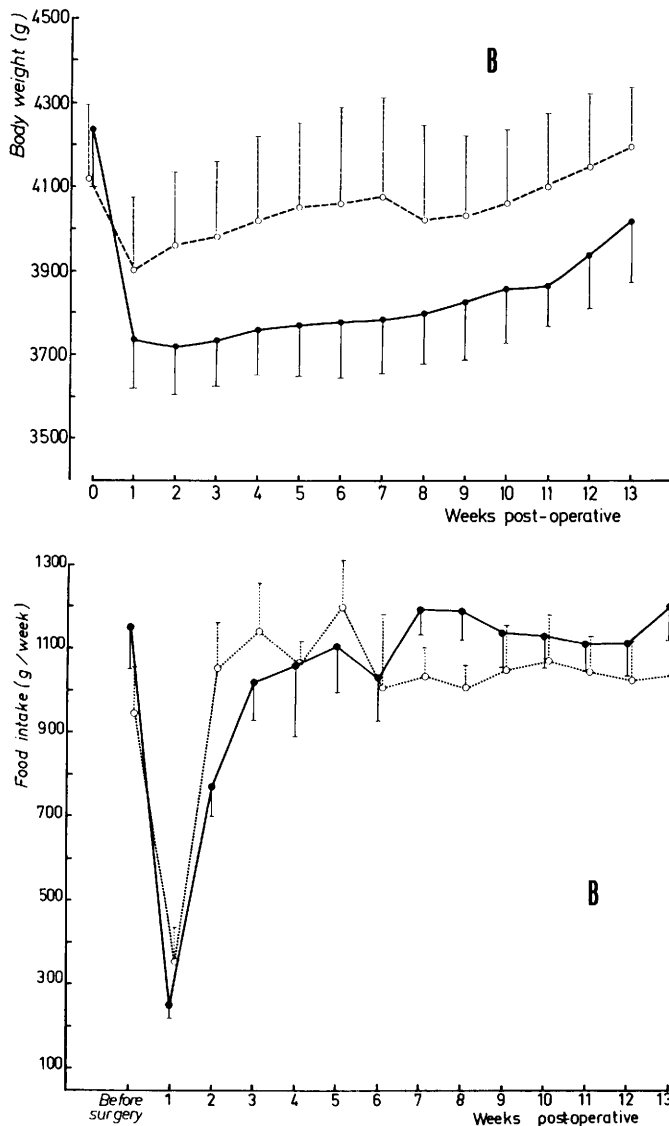 Body weight (g)
4500
4300
4100
3900
3700
3500
B
0 1 2 3 4 5 6 7 8 9 10 11 12 13
Weeks post-operative
Food intake (g/week)
1300
1100
900
700
500
300
100
B
Before surgery
1 2 3 4 5 6 7 8 9 10 11 12 13
Weeks postoperative